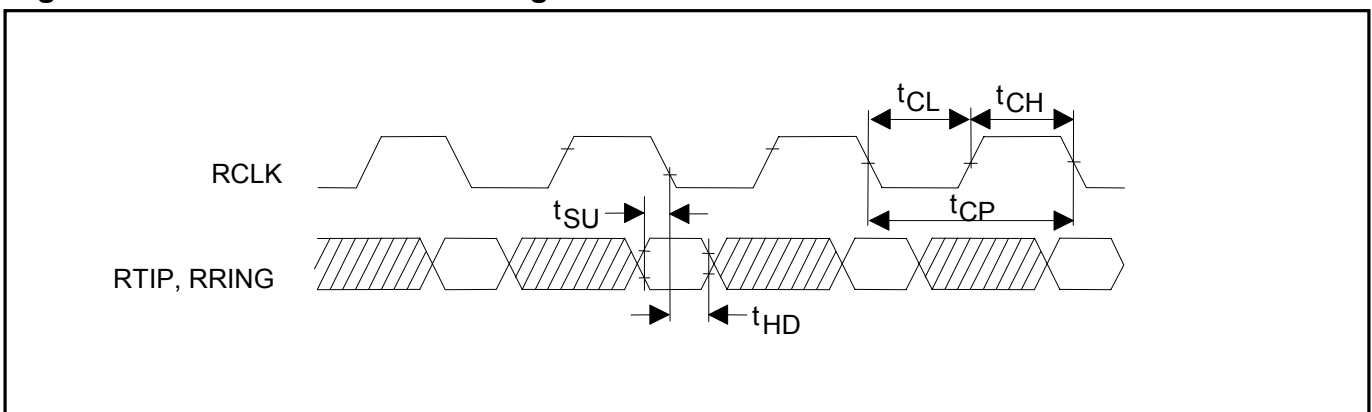 tCL
tCH
RCLK
tSU
tCP
RTIP, RRING
tHD